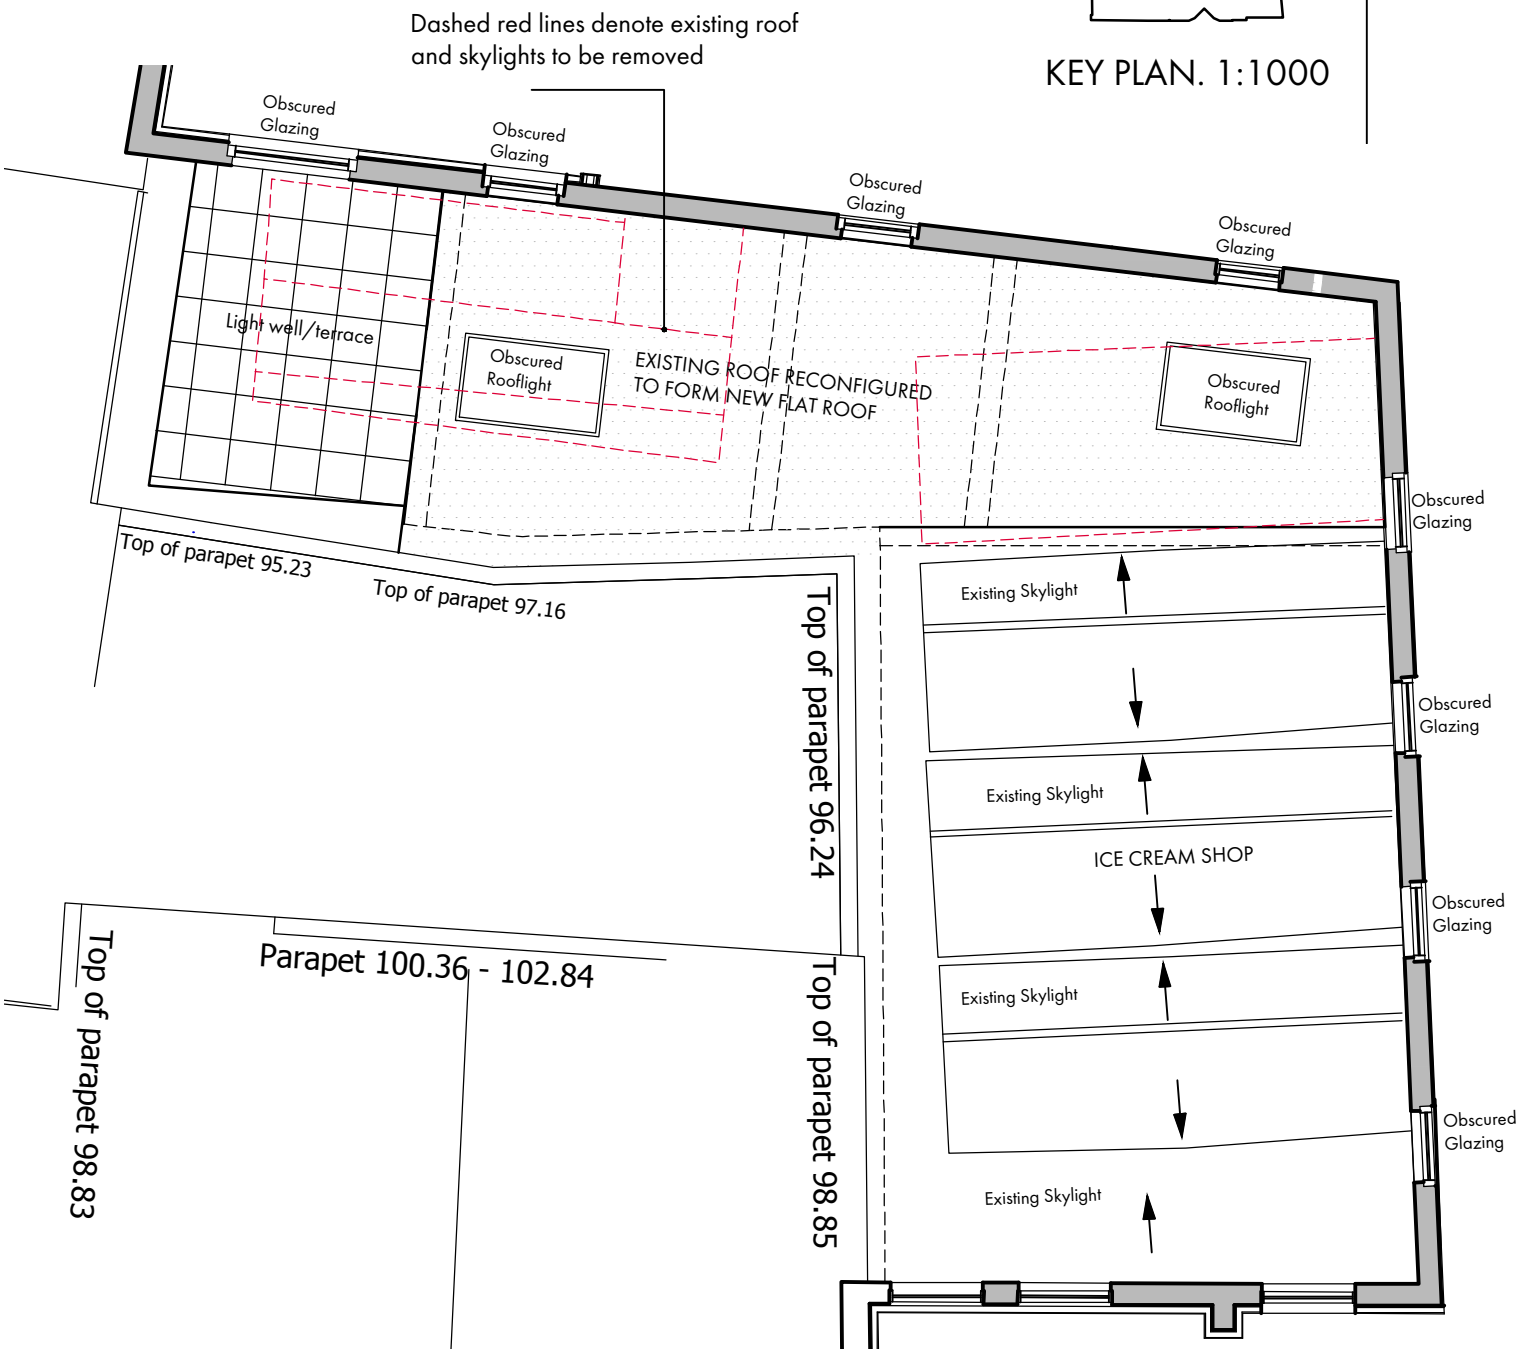 Dashed red lines denote existing roof
and skylights to be removed
KEY PLAN. 1:1000
Obscured
Glazing
Obscured
Glazing
Obscured
Glazing
Obscured
Glazing
Light well/terrace
Obscured
Rooflight
EXISTING ROOF RECONFIGURED
TO FORM NEW FLAT ROOF
Obscured
Rooflight
Obscured
Glazing
Top of parapet 95.23
Top of parapet 97.16
Top of parapet 96.24
Existing Skylight
Obscured
Glazing
Existing Skylight
ICE CREAM SHOP
Obscured
Glazing
Parapet 100.36 - 102.84
Top of parapet 98.83
Top of parapet 98.85
Existing Skylight
Obscured
Glazing
Existing Skylight